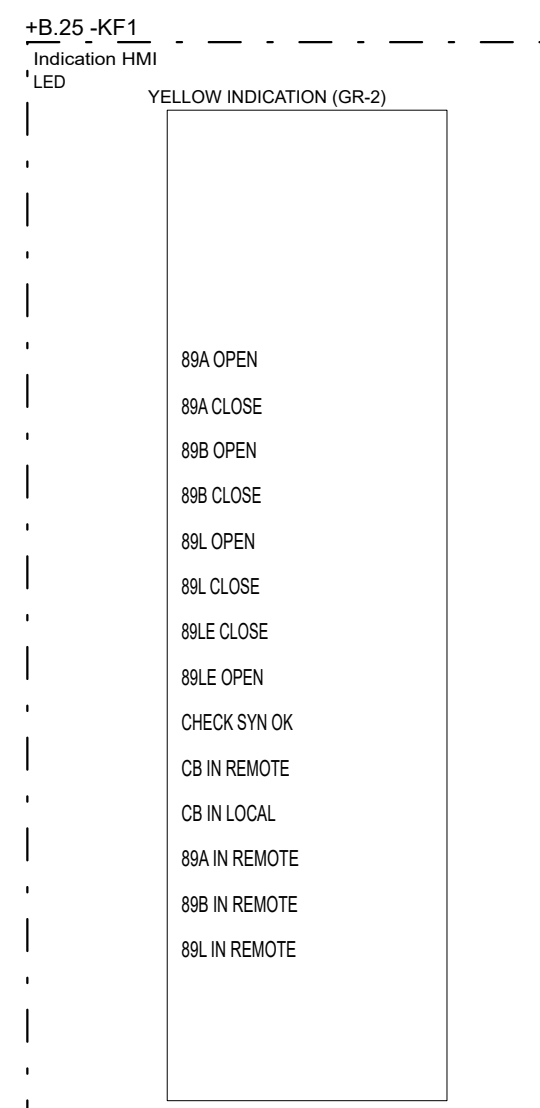 +B.25 -KF1
Indication HMI
LED
YELLOW INDICATION (GR-2)
89A OPEN
89A CLOSE
89B OPEN
89B CLOSE
89L OPEN
89L CLOSE
89LE CLOSE
89LE OPEN
CHECK SYN OK
CB IN REMOTE
CB IN LOCAL
89A IN REMOTE
89B IN REMOTE
89L IN REMOTE